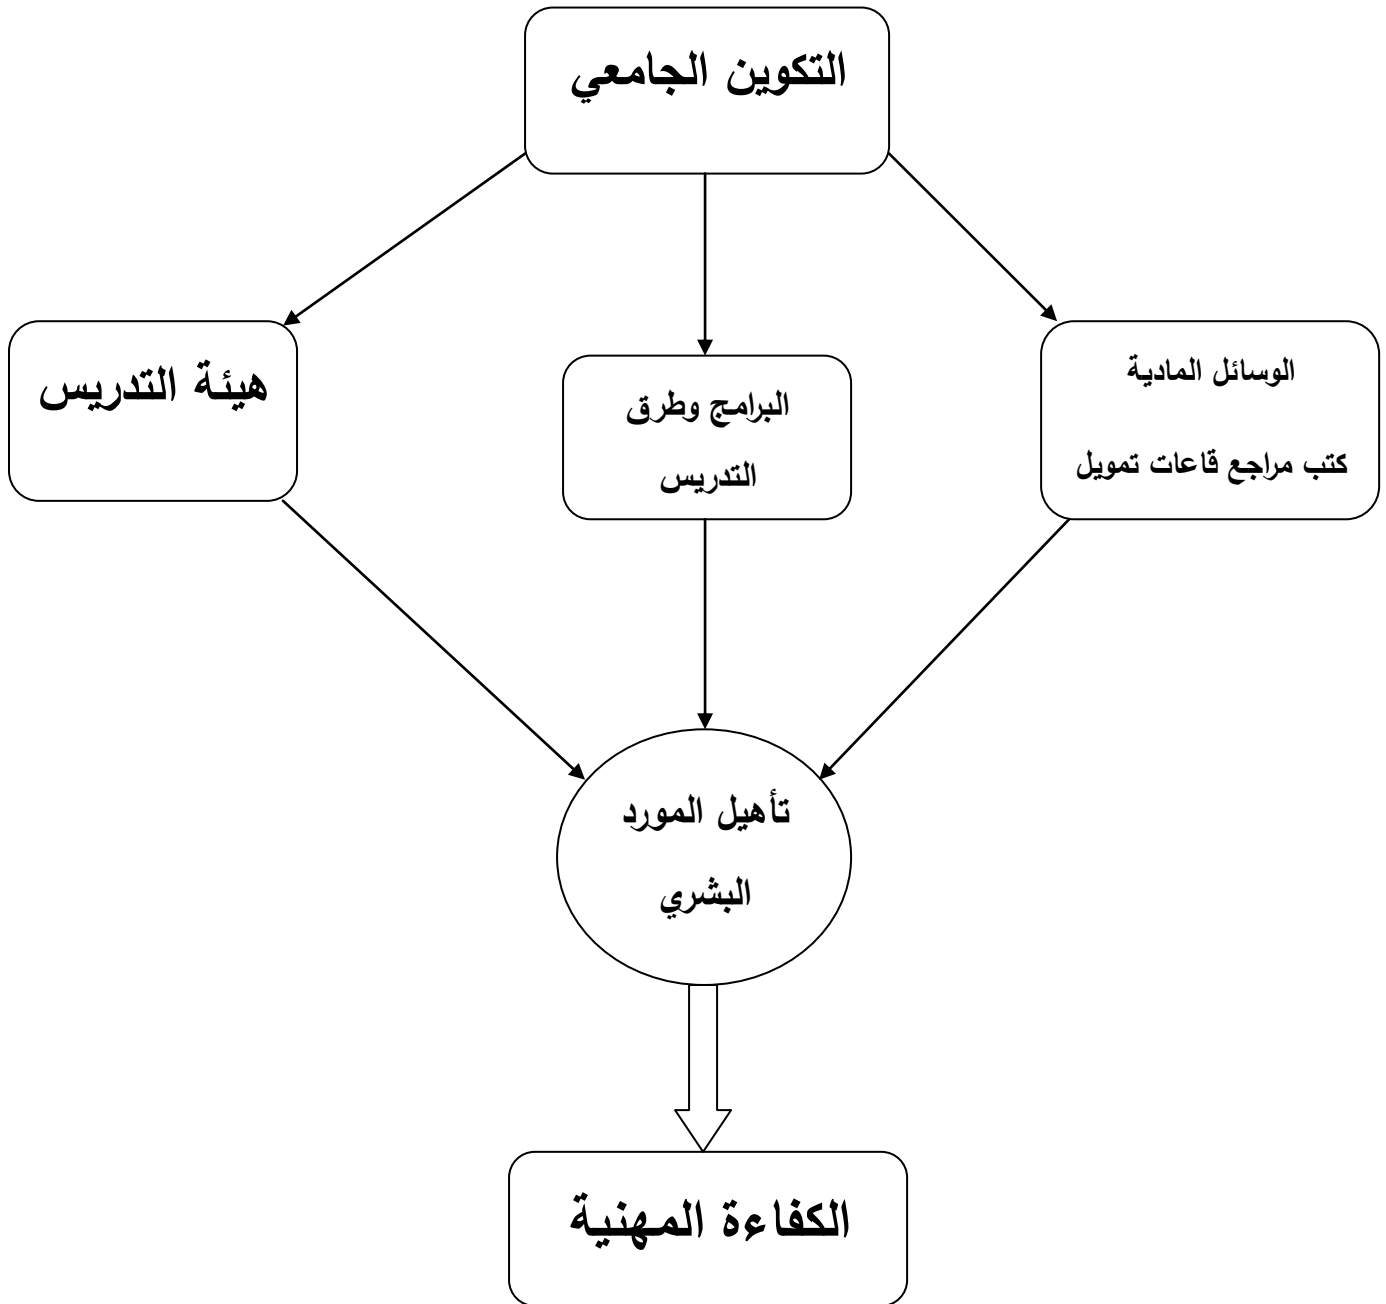 التكوين الجامعي
الوسائل المادية
كتب مراجع قاعات تمويل
البرامج وطرق
التدريس
هيئة التدريس
تأهيل المورد
البشري
الكفاءة المهنية